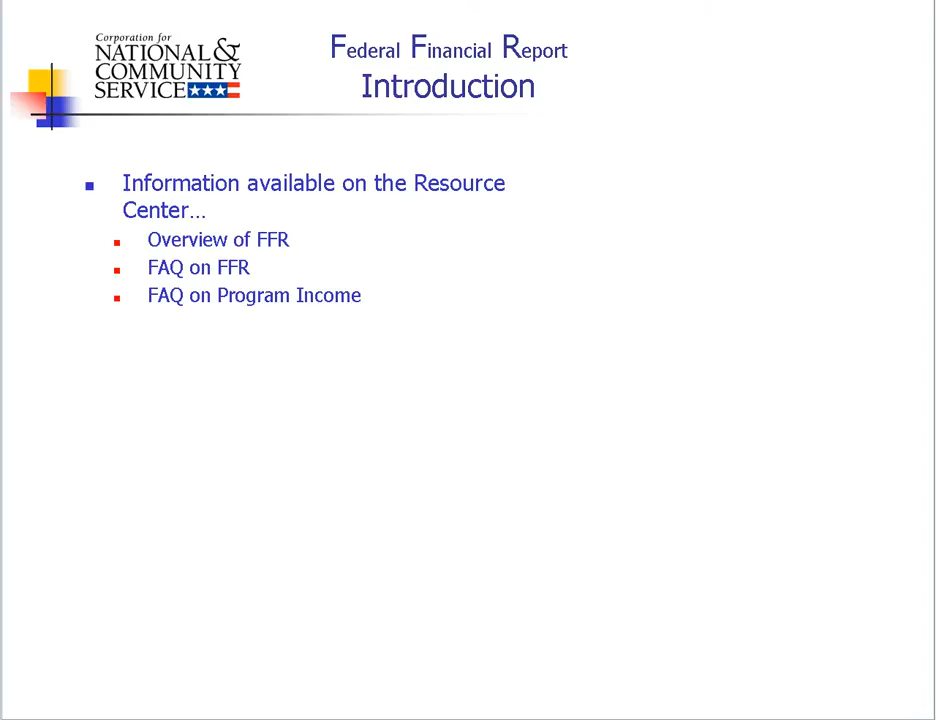 Corporation for
NATIONAL &
COMMUNITY
SERVICE
Federal Financial Report
Introduction
Information available on the Resource
Center...
Overview of FFR
FAQ on FFR
FAQ on Program Income